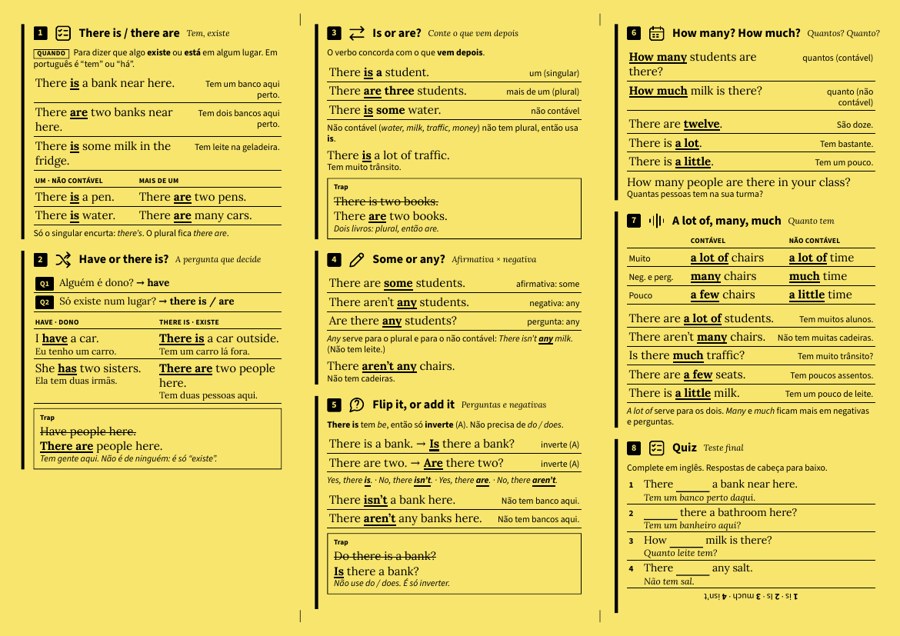 1 There is / there are Tem, existe
QUANDO Para dizer que algo existe ou está em algum lugar. Em
português é “tem” ou “há”.
There is a bank near here. Tem um banco aqui
perto.
There are two banks near
here. Tem dois bancos aqui
perto.
There is some milk in the
fridge. Tem leite na geladeira.
UM · NÃO CONTÁVEL MAIS DE UM
There is a pen. There are two pens.
There is water. There are many cars.
Só o singular encurta: there's. O plural fica there are.
2 Have or there is? A pergunta que decide
Q1 Alguém é dono? → have
Q2 Só existe num lugar? → there is / are
HAVE · DONO THERE IS · EXISTE
I have a car. There is a car outside.
Eu tenho um carro. Tem um carro lá fora.
She has two sisters. There are two people
here.
Ela tem duas irmãs. Tem duas pessoas aqui.
Trap
Have people here.
There are people here.
Tem gente aqui. Não é de ninguém: é só “existe”.
3 Is or are? Conte o que vem depois
O verbo concorda com o que vem depois.
There is a student. um (singular)
There are three students. mais de um (plural)
There is some water. não contável
Não contável (water, milk, traffic, money) não tem plural, então usa
is.
There is a lot of traffic.
Tem muito trânsito.
Trap
There is two books.
There are two books.
Dois livros: plural, então are.
4 Some or any? Afirmativa × negativa
There are some students. afirmativa: some
There aren’t any students. negativa: any
Are there any students? pergunta: any
Any serve para o plural e para o não contável: There isn't any milk.
(Não tem leite.)
There aren’t any chairs.
Não tem cadeiras.
5 Flip it, or add it Perguntas e negativas
There is tem be, então só inverte (A). Não precisa de do / does.
There is a bank. → Is there a bank? inverte (A)
There are two. → Are there two? inverte (A)
Yes, there is. · No, there isn’t. · Yes, there are. · No, there aren’t.
There isn’t a bank here. Não tem banco aqui.
There aren’t any banks here. Não tem bancos aqui.
Trap
Do there is a bank?
Is there a bank?
Não use do / does. É só inverter.
6 How many? How much? Quantos? Quanto?
How many students are
there? quantos (contável)
How much milk is there? quanto (não
contável)
There are twelve. São doze.
There is a lot. Tem bastante.
There is a little. Tem um pouco.
How many people are there in your class?
Quantas pessoas tem na sua turma?
7 A lot of, many, much Quanto tem
CONTÁVEL NÃO CONTÁVEL
Muito a lot of chairs a lot of time
Neg. e perg. many chairs much time
Pouco a few chairs a little time
There are a lot of students. Tem muitos alunos.
There aren’t many chairs. Não tem muitas cadeiras.
Is there much traffic? Tem muito trânsito?
There are a few seats. Tem poucos assentos.
There is a little milk. Tem um pouco de leite.
A lot of serve para os dois. Many e much ficam mais em negativas
e perguntas.
8 Quiz Teste final
Complete em inglês. Respostas de cabeça para baixo.
1 There ______ a bank near here.
Tem um banco perto daqui.
2 ______ there a bathroom here?
Tem um banheiro aqui?
3 How ______ milk is there?
Quanto leite tem?
4 There ______ any salt.
Não tem sal.
1 is · 2 Is · 3 much · 4 isn’t